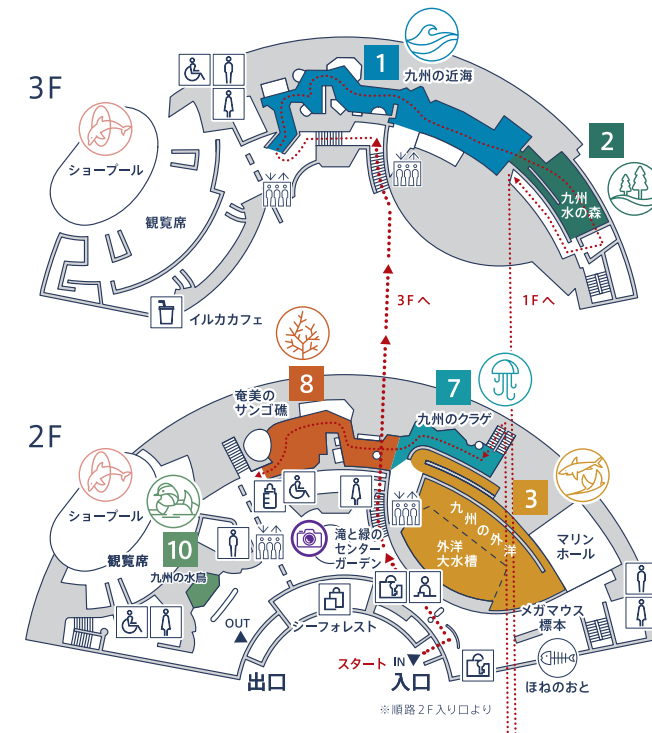 3F
1
九州の近海
2
九州
水の森
ショープール
観覧席
イルカカフェ
3Fへ
1Fへ
2F
8
奄美の
サンゴ礁
7
九州のクラゲ
3
九州の外洋
外洋
大水槽
マリン
ホール
ショープール
観覧席
10
九州の水鳥
滝と緑の
センター
ガーデン
メガマウス
標本
シーフォレスト
OUT
出口
スタート
IN
入口
ほねのおと
※順路2F入り口より